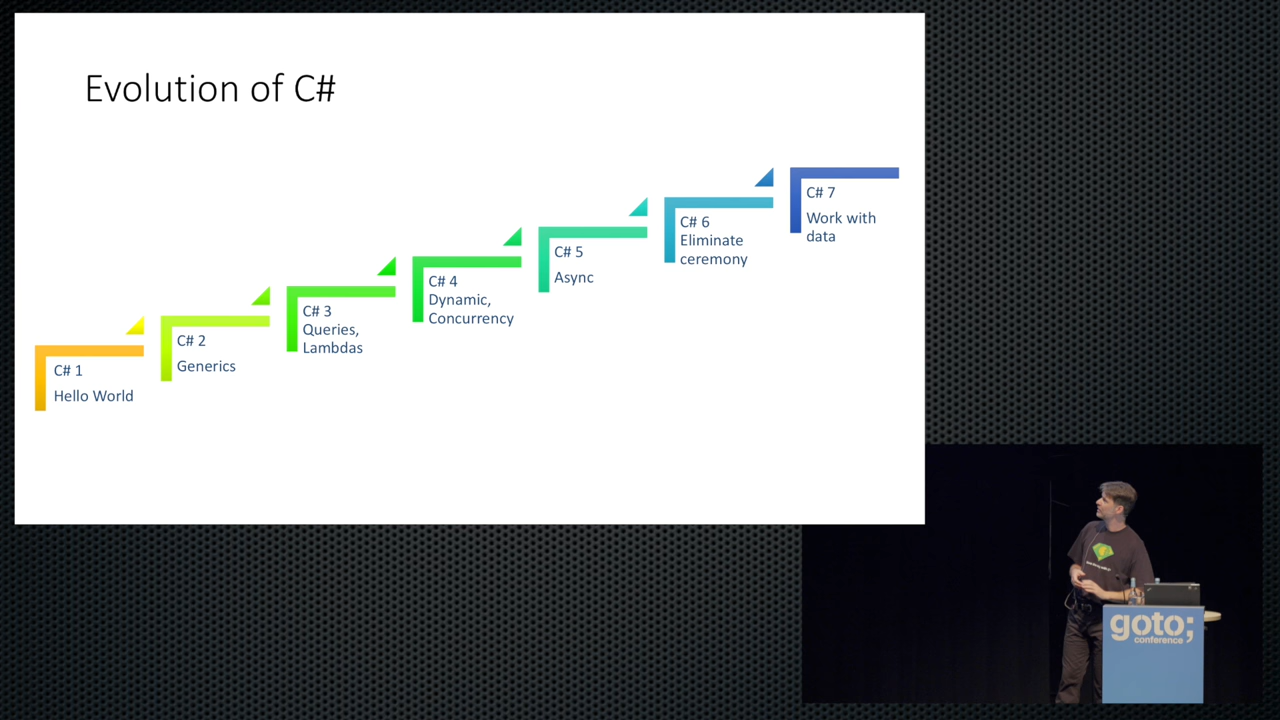 Evolution of C#
C# 1
Hello World
C# 2
Generics
C# 3
Queries,
Lambdas
C# 4
Dynamic,
Concurrency
C# 5
Async
C# 6
Eliminate
ceremony
C# 7
Work with
data
goto;
conference